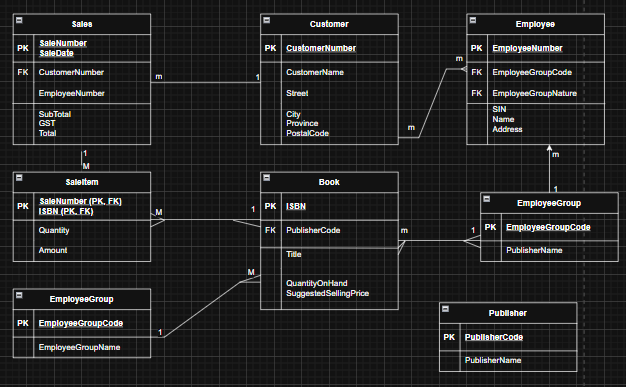 Sales
PK
SaleNumber
SaleDate
FK
CustomerNumber
EmployeeNumber
SubTotal
GST
Total
Customer
PK
CustomerNumber
CustomerName
Street
City
Province
PostalCode
Employee
PK
EmployeeNumber
FK
EmployeeGroupCode
FK
EmployeeGroupNature
SIN
Name
Address
m
1
m
m
1
M
m
1
SaleItem
PK
SaleNumber (PK, FK)
ISBN (PK, FK)
Quantity
Amount
M
1
Book
PK
ISBN
FK
PublisherCode
Title
QuantityOnHand
SuggestedSellingPrice
m
1
EmployeeGroup
PK
EmployeeGroupCode
PublisherName
M
1
EmployeeGroup
PK
EmployeeGroupCode
EmployeeGroupName
Publisher
PK
PublisherCode
PublisherName